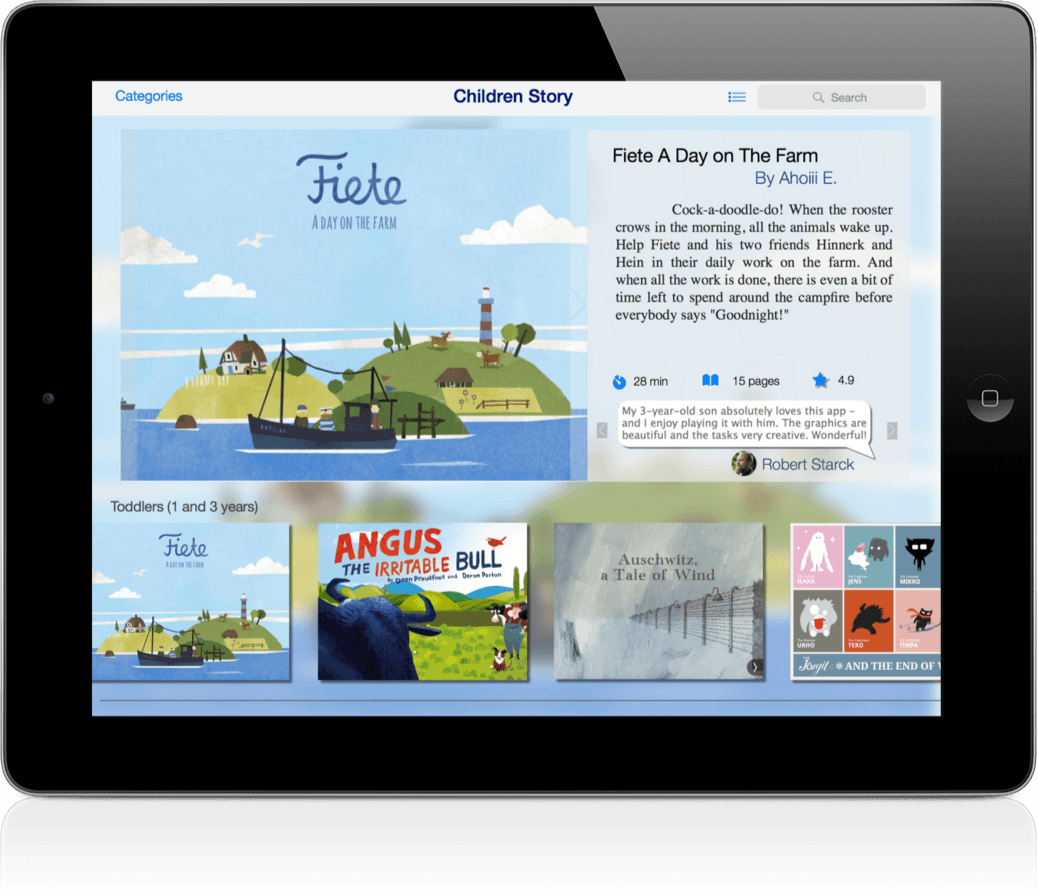 Categories
Children Story
Search
Fiete
A DAY ON THE FARM
Fiete A Day on The Farm
By Ahoiii E.
Cock-a-doodle-do! When the rooster
crows in the morning, all the animals wake up.
Help Fiete and his two friends Hinnerk and
Hein in their daily work on the farm. And
when all the work is done, there is even a bit of
time left to spend around the campfire before
everybody says "Goodnight!"
28 min
15 pages
4.9
My 3-year-old son absolutely loves this app –
and I enjoy playing it with him. The graphics are
beautiful and the tasks very creative. Wonderful!
Robert Starck
Toddlers (1 and 3 years)
Fiete
A DAY ON THE FARM
ANGUS
THE IRRITABLE BULL
by Dean Proudfoot and Deron Parton
Auschwitz,
a Tale of Wind
ILKKA
JENS
MIKKO
URHO
TERO
TEMPA
AND THE END OF